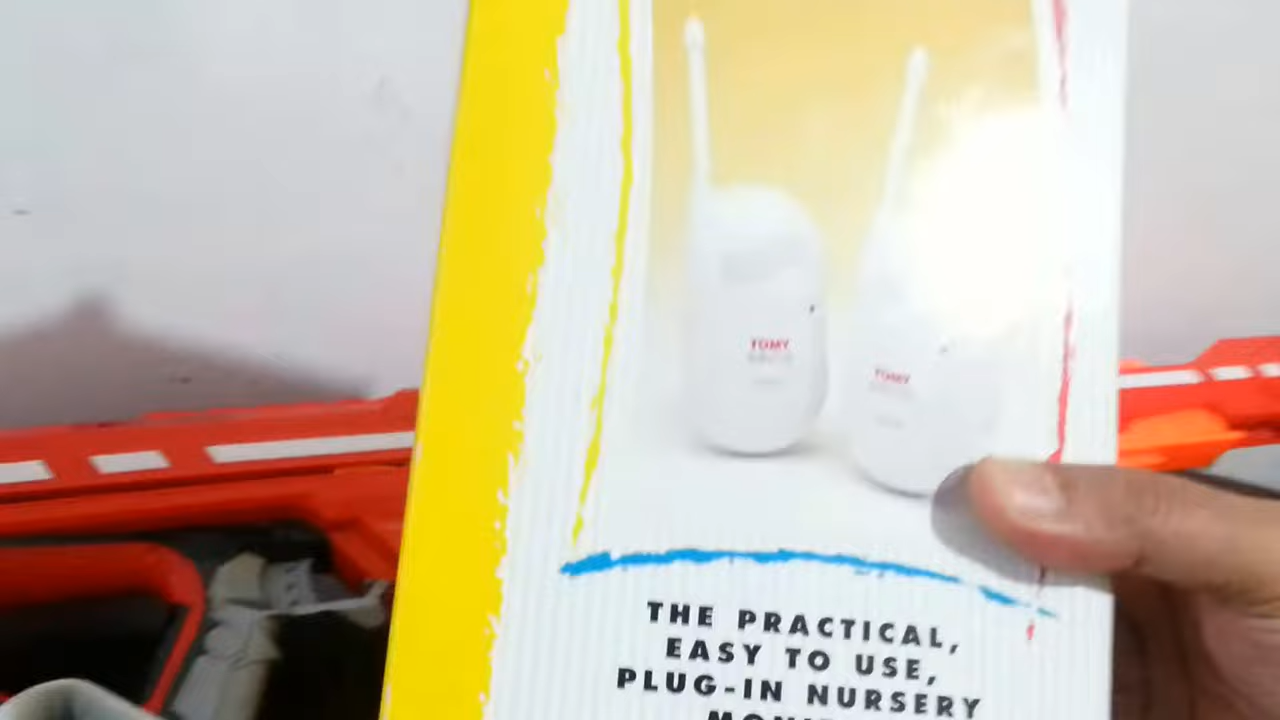 TOMY
TOMY
THE PRACTICAL,
EASY TO USE,
PLUG-IN NURSERY